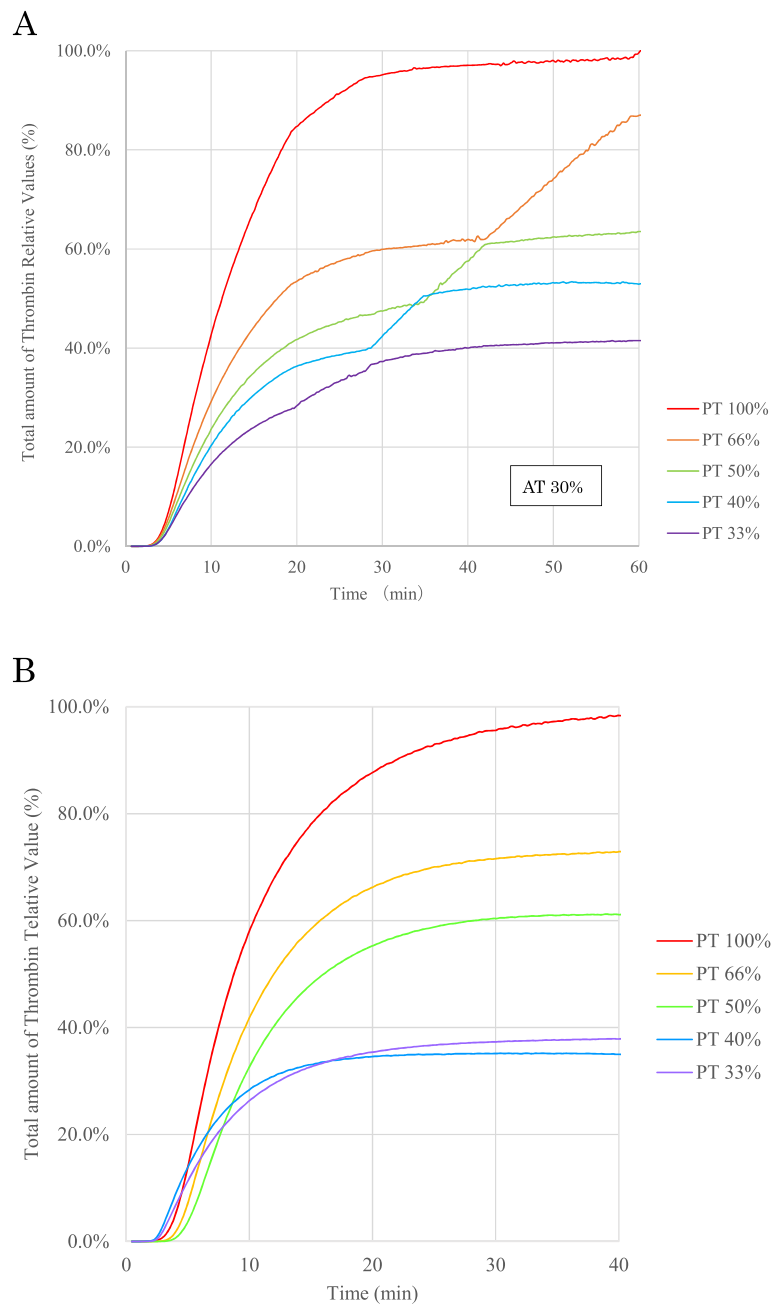 A
100.0%
80.0%
60.0%
40.0%
20.0%
0.0%
Total amount of Thrombin Relative Values (%)
0 10 20 30 40 50 60
Time （min）
AT 30%
PT 100%
PT 66%
PT 50%
PT 40%
PT 33%
B
100.0%
80.0%
60.0%
40.0%
20.0%
0.0%
Total amount of Thrombin Telative Value (%)
0 10 20 30 40
Time (min)
PT 100%
PT 66%
PT 50%
PT 40%
PT 33%